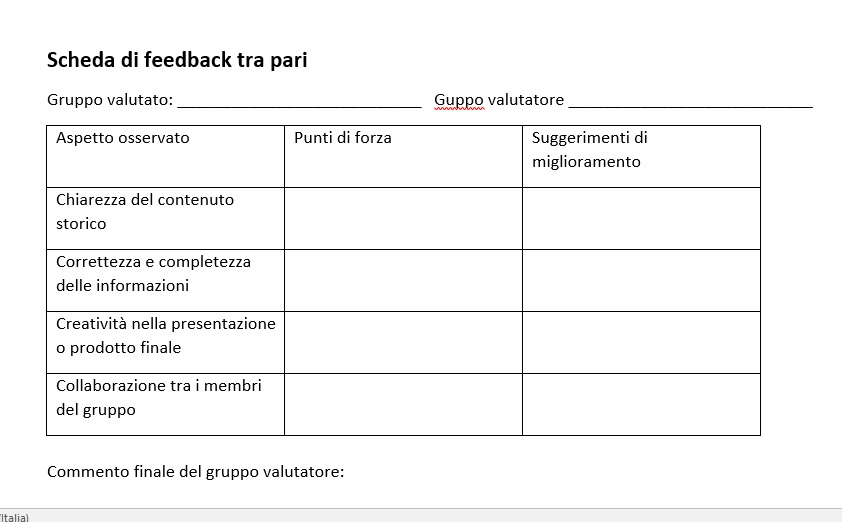 Scheda di feedback tra pari
Gruppo valutato: ____________________________ Guppo valutatore ____________________________
Aspetto osservato Punti di forza Suggerimenti di
miglioramento
Chiarezza del contenuto
storico
Correttezza e completezza
delle informazioni
Creatività nella presentazione
o prodotto finale
Collaborazione tra i membri
del gruppo
Commento finale del gruppo valutatore:
(Italia)